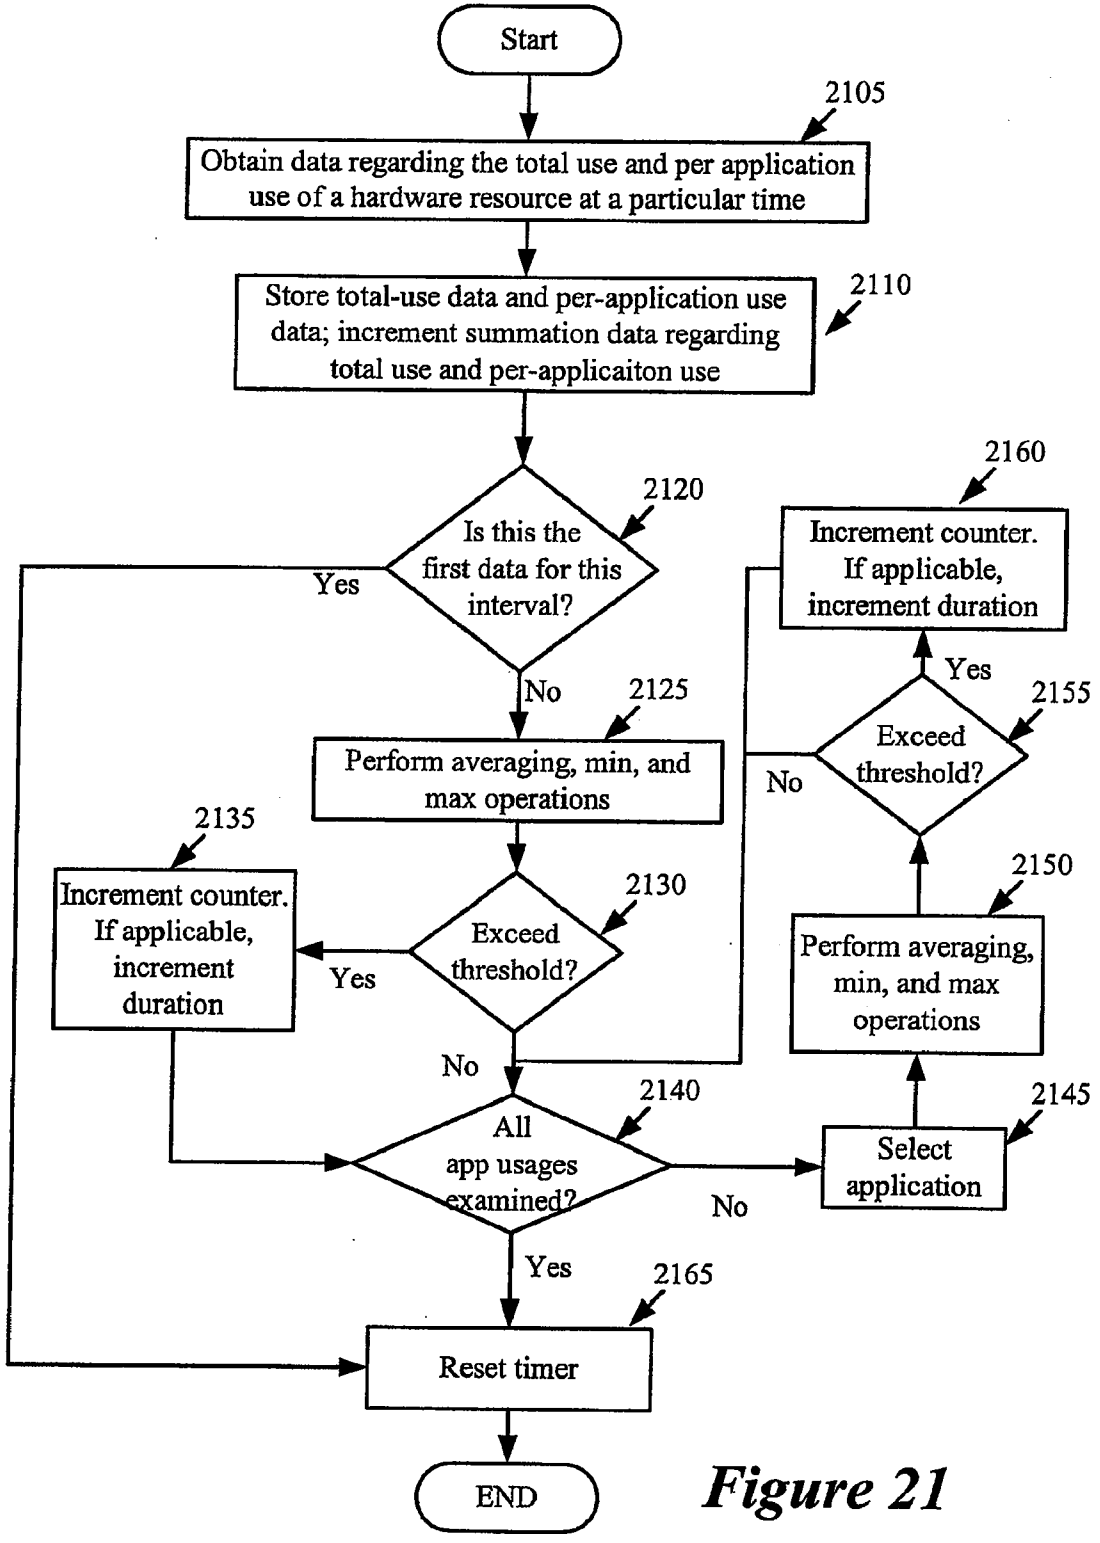 Start
2105
Obtain data regarding the total use and per application
use of a hardware resource at a particular time
2110
Store total-use data and per-application use
data; increment summation data regarding
total use and per-applicaiton use
2120
Is this the
first data for this
interval?
Yes
No
2125
Perform averaging, min, and
max operations
2130
Exceed
threshold?
Yes
No
2135
Increment counter.
If applicable,
increment
duration
2140
All
app usages
examined?
No
Yes
2145
Select
application
2150
Perform averaging,
min, and max
operations
2155
Exceed
threshold?
No
Yes
2160
Increment counter.
If applicable,
increment duration
2165
Reset timer
END
Figure 21